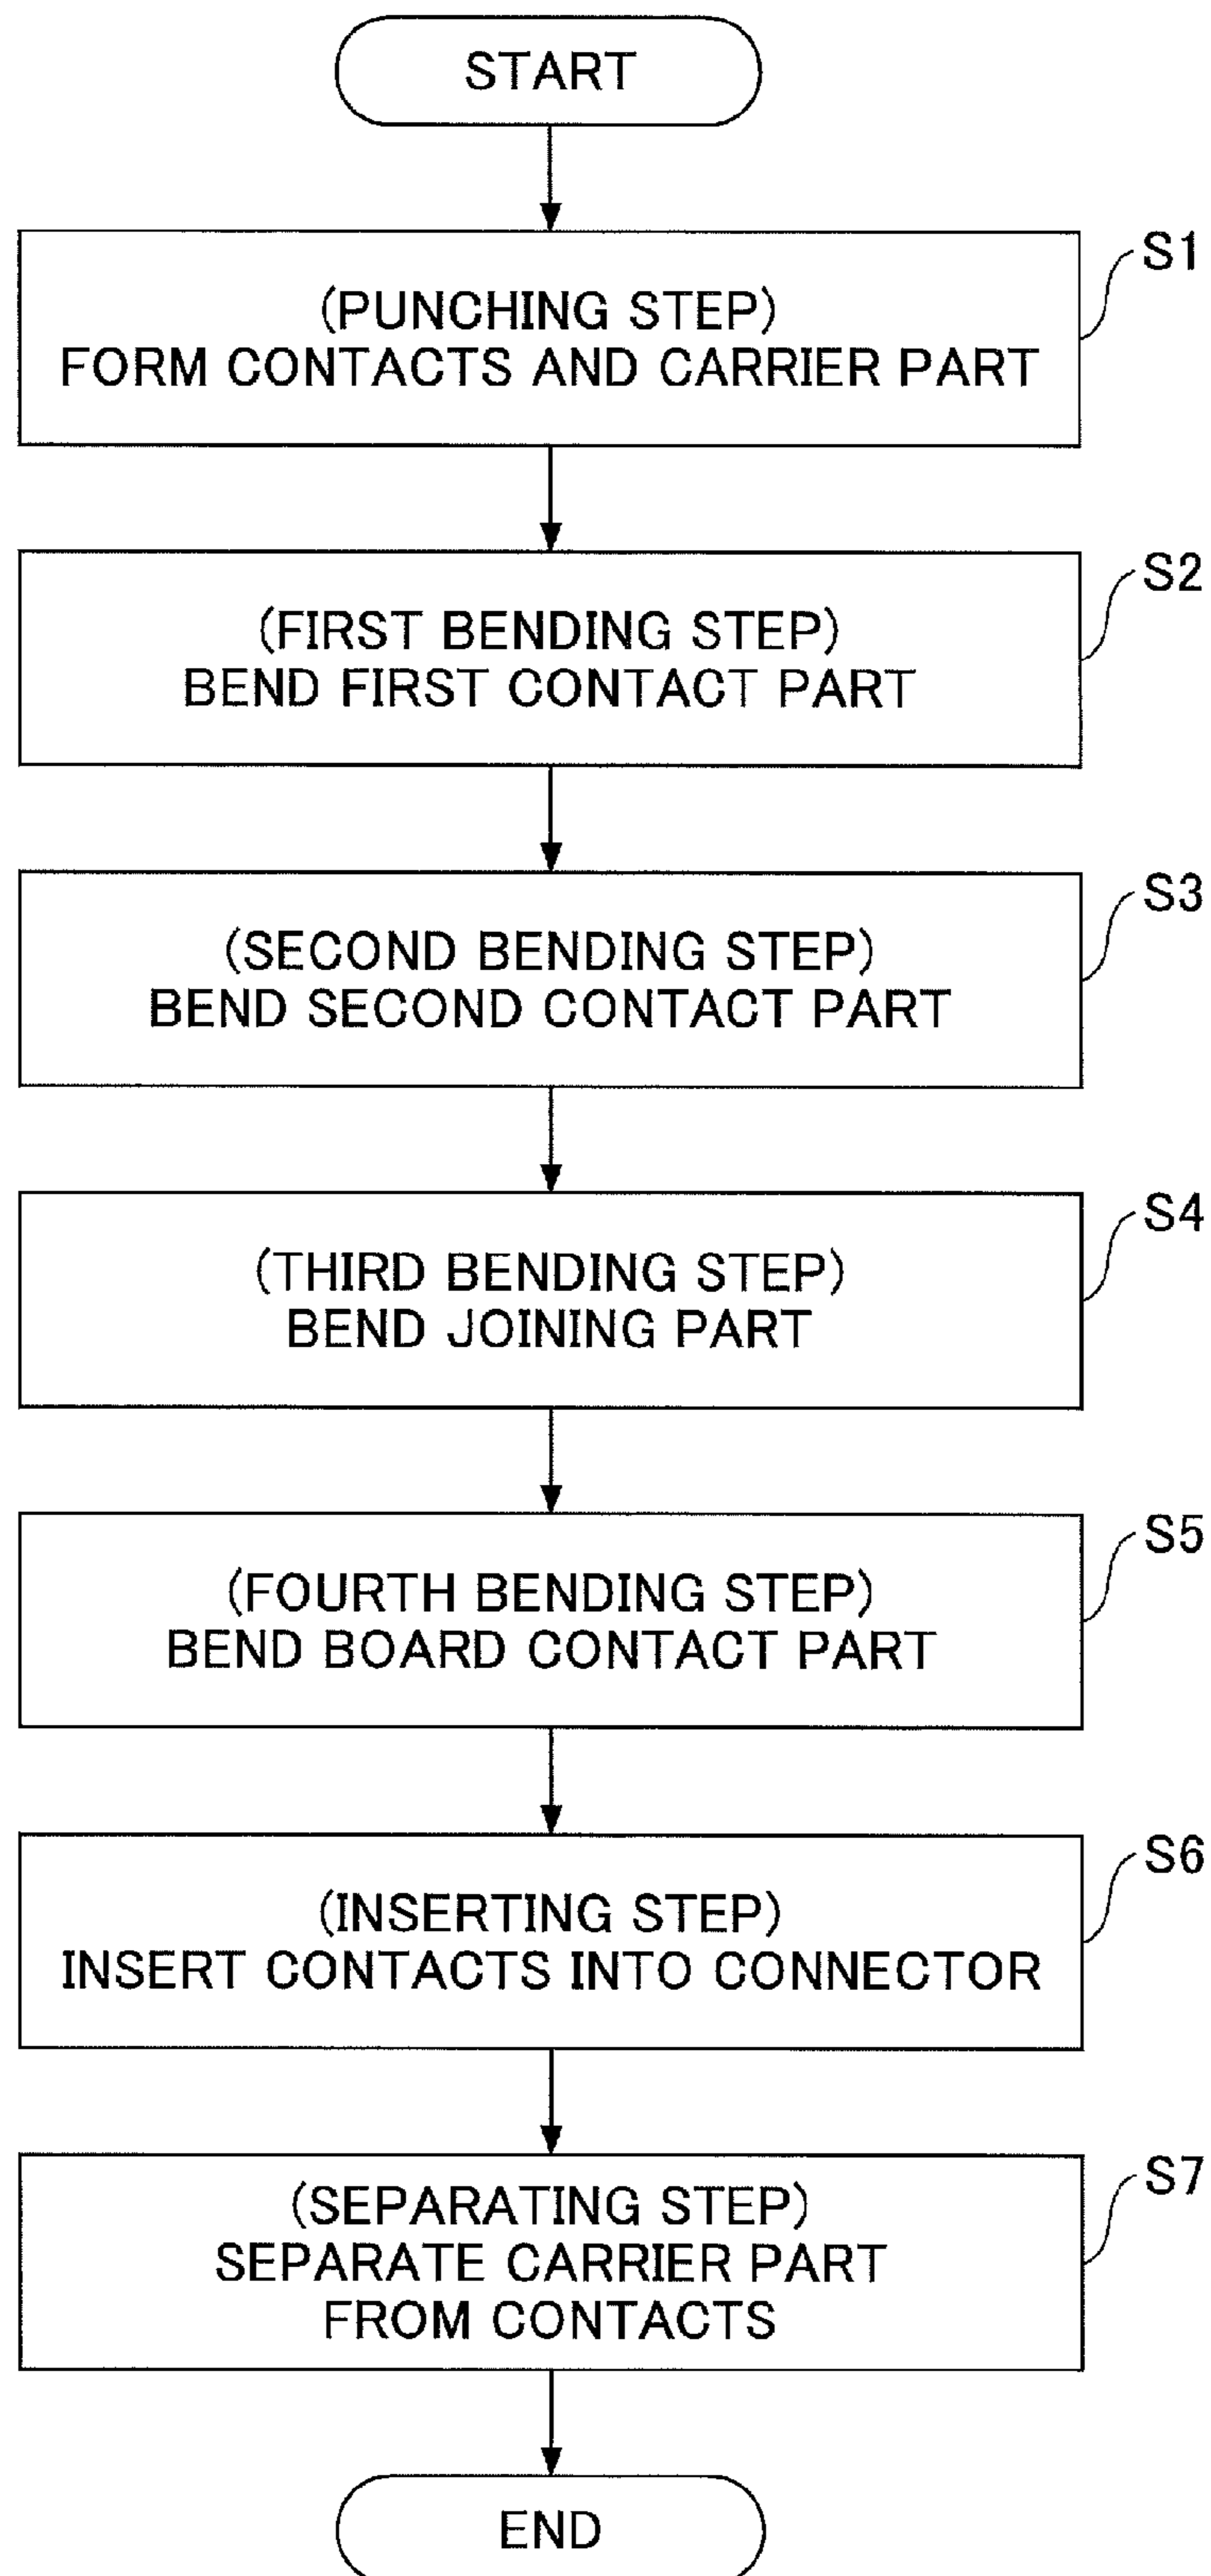 START
S1
(PUNCHING STEP)
FORM CONTACTS AND CARRIER PART
S2
(FIRST BENDING STEP)
BEND FIRST CONTACT PART
S3
(SECOND BENDING STEP)
BEND SECOND CONTACT PART
S4
(THIRD BENDING STEP)
BEND JOINING PART
S5
(FOURTH BENDING STEP)
BEND BOARD CONTACT PART
S6
(INSERTING STEP)
INSERT CONTACTS INTO CONNECTOR
S7
(SEPARATING STEP)
SEPARATE CARRIER PART
FROM CONTACTS
END